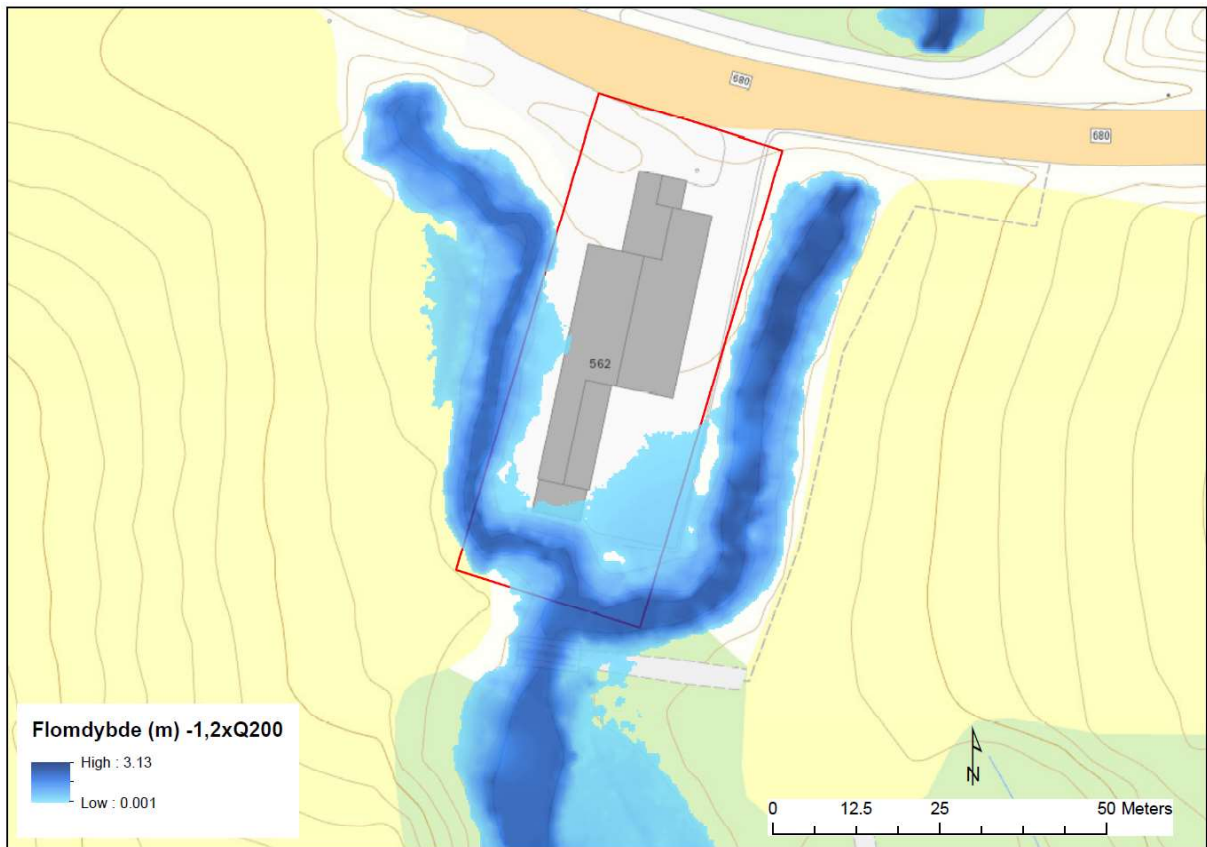 680
680
562
Flomdybde (m) -1,2xQ200
High : 3.13
Low : 0.001
N
0 12.5 25 50 Meters